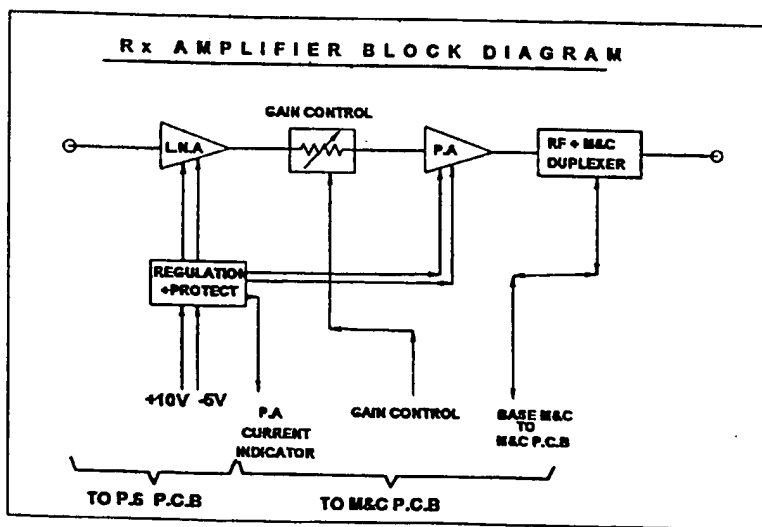 Rx AMPLIFIER BLOCK DIAGRAM
GAIN CONTROL
L.N.A
P.A
RF + M&C
DUPLEXER
REGULATION
+PROTECT
+10V -5V
P.A
CURRENT
INDICATOR
GAIN CONTROL
BASE M&C
TO
M&C P.C.B
TO P.S P.C.B
TO M&C P.C.B